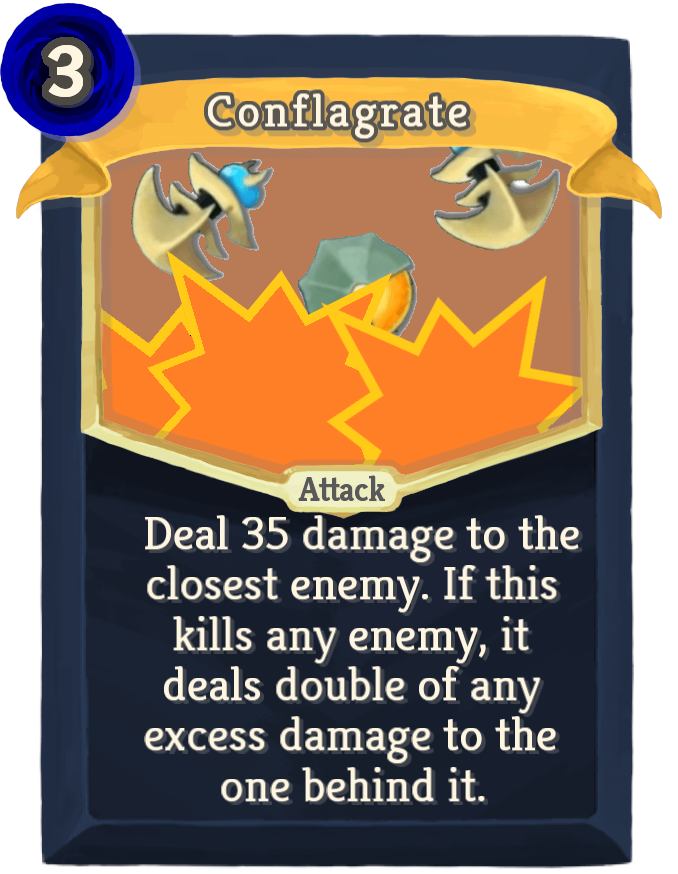 3
Conflagrate
Attack
Deal 35 damage to the
closest enemy. If this
kills any enemy, it
deals double of any
excess damage to the
one behind it.